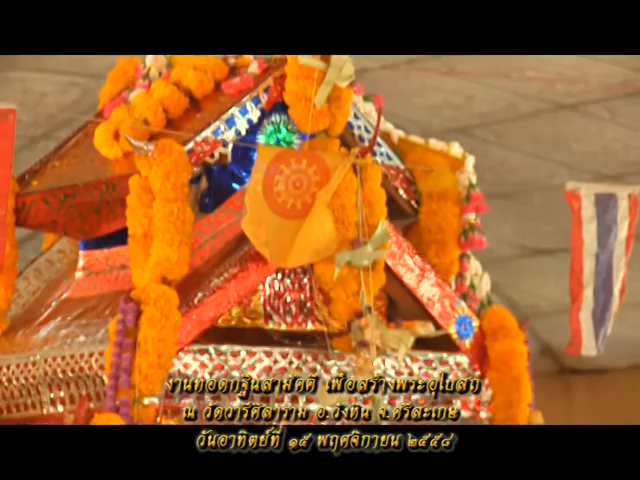 งานทอดกฐินสามัคคี เพื่อสร้างพระอุโบสถ
ณ วัดวารีศิลาราม อ.วังหิน จ.ศรีสะเกษ
วันอาทิตย์ที่ ๑๕ พฤศจิกายน ๒๕๕๘